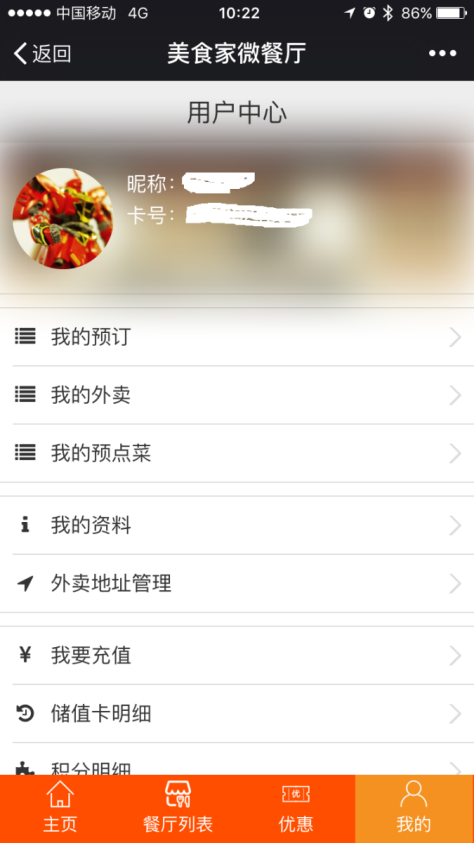 中国移动 4G 10:22 86%
返回 美食家微餐厅
用户中心
昵称：
卡号：
我的预订
我的外卖
我的预点菜
我的资料
外卖地址管理
¥ 我要充值
储值卡明细
积分明细
优
主页 餐厅列表 优惠 我的